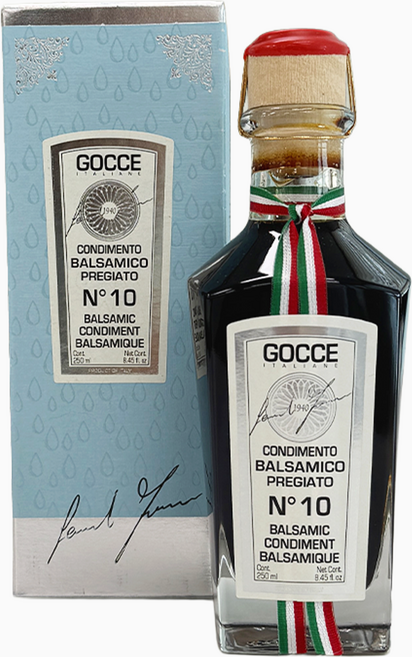 GOCCE
ITALIANE
1940
CONDIMENTO
BALSAMICO
PREGIATO
N° 10
BALSAMIC
CONDIMENT
BALSAMIQUE
Cont. Net Cont.
250 ml 8.45 fl. oz
PRODUCT OF ITALY
GOCCE
ITALIANE
1940
CONDIMENTO
BALSAMICO
PREGIATO
N° 10
BALSAMIC
CONDIMENT
BALSAMIQUE
Cont. Net Cont.
250 ml 8.45 fl. oz